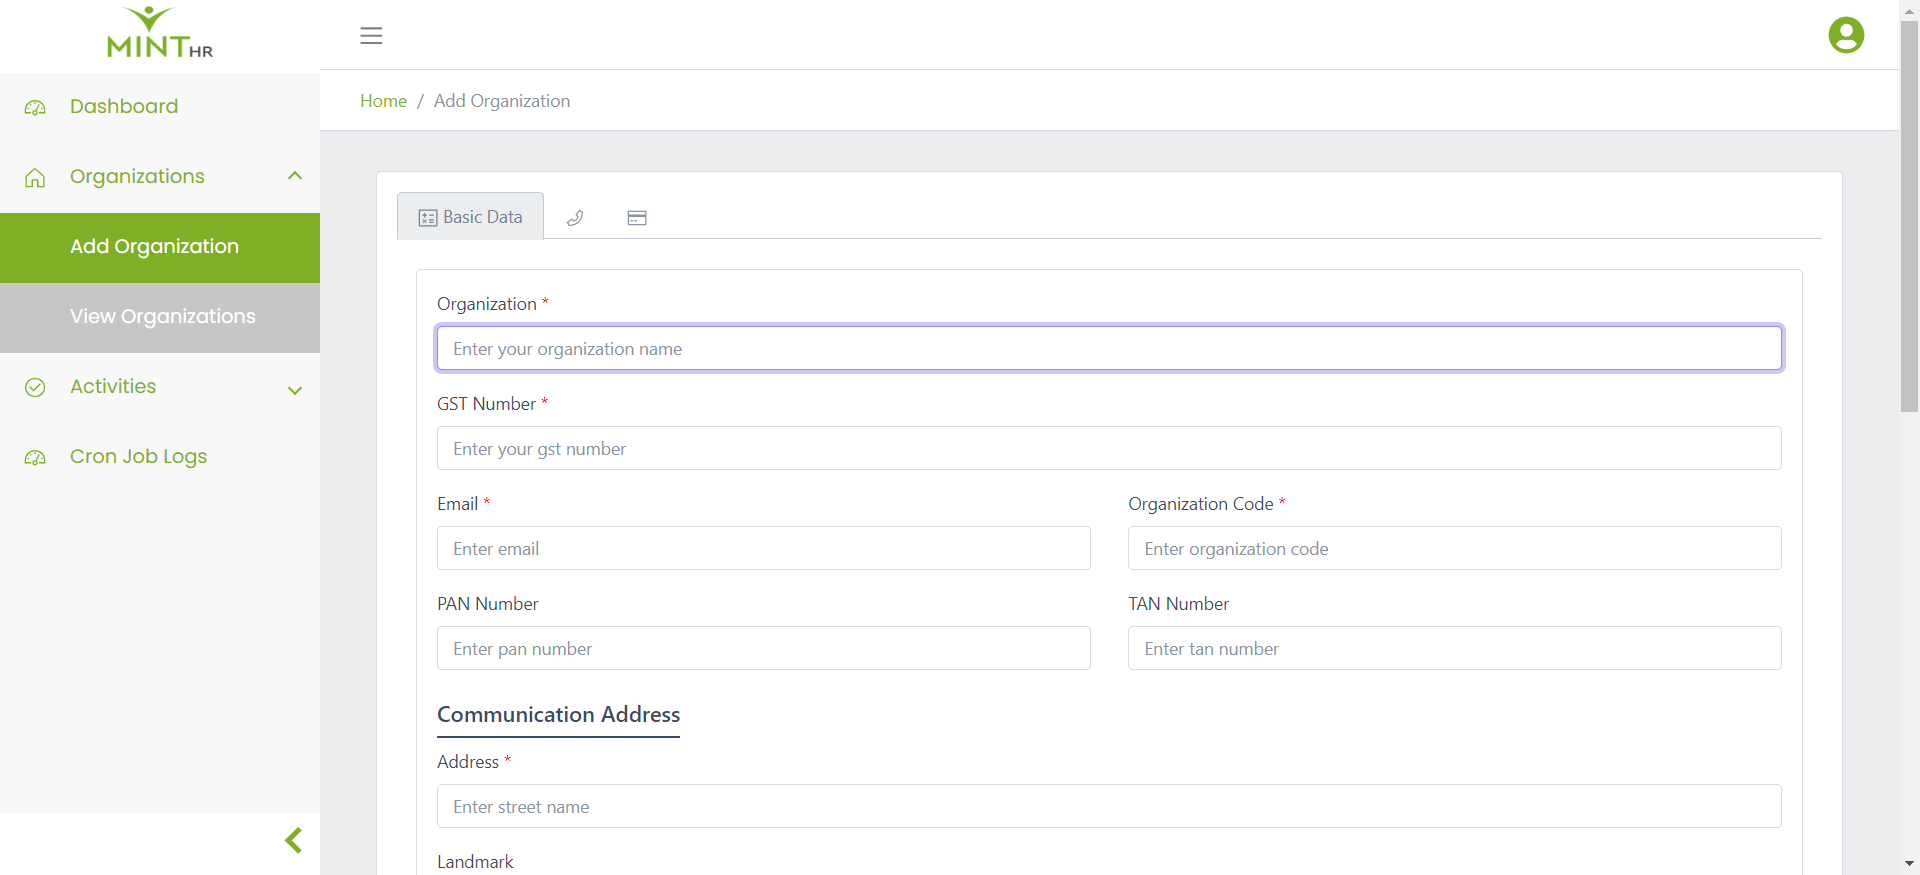 MINT HR
Dashboard
Organizations
Add Organization
View Organizations
Activities
Cron Job Logs
Home / Add Organization
Basic Data
Organization *
Enter your organization name
GST Number *
Enter your gst number
Email *
Enter email
Organization Code *
Enter organization code
PAN Number
Enter pan number
TAN Number
Enter tan number
Communication Address
Address *
Enter street name
Landmark